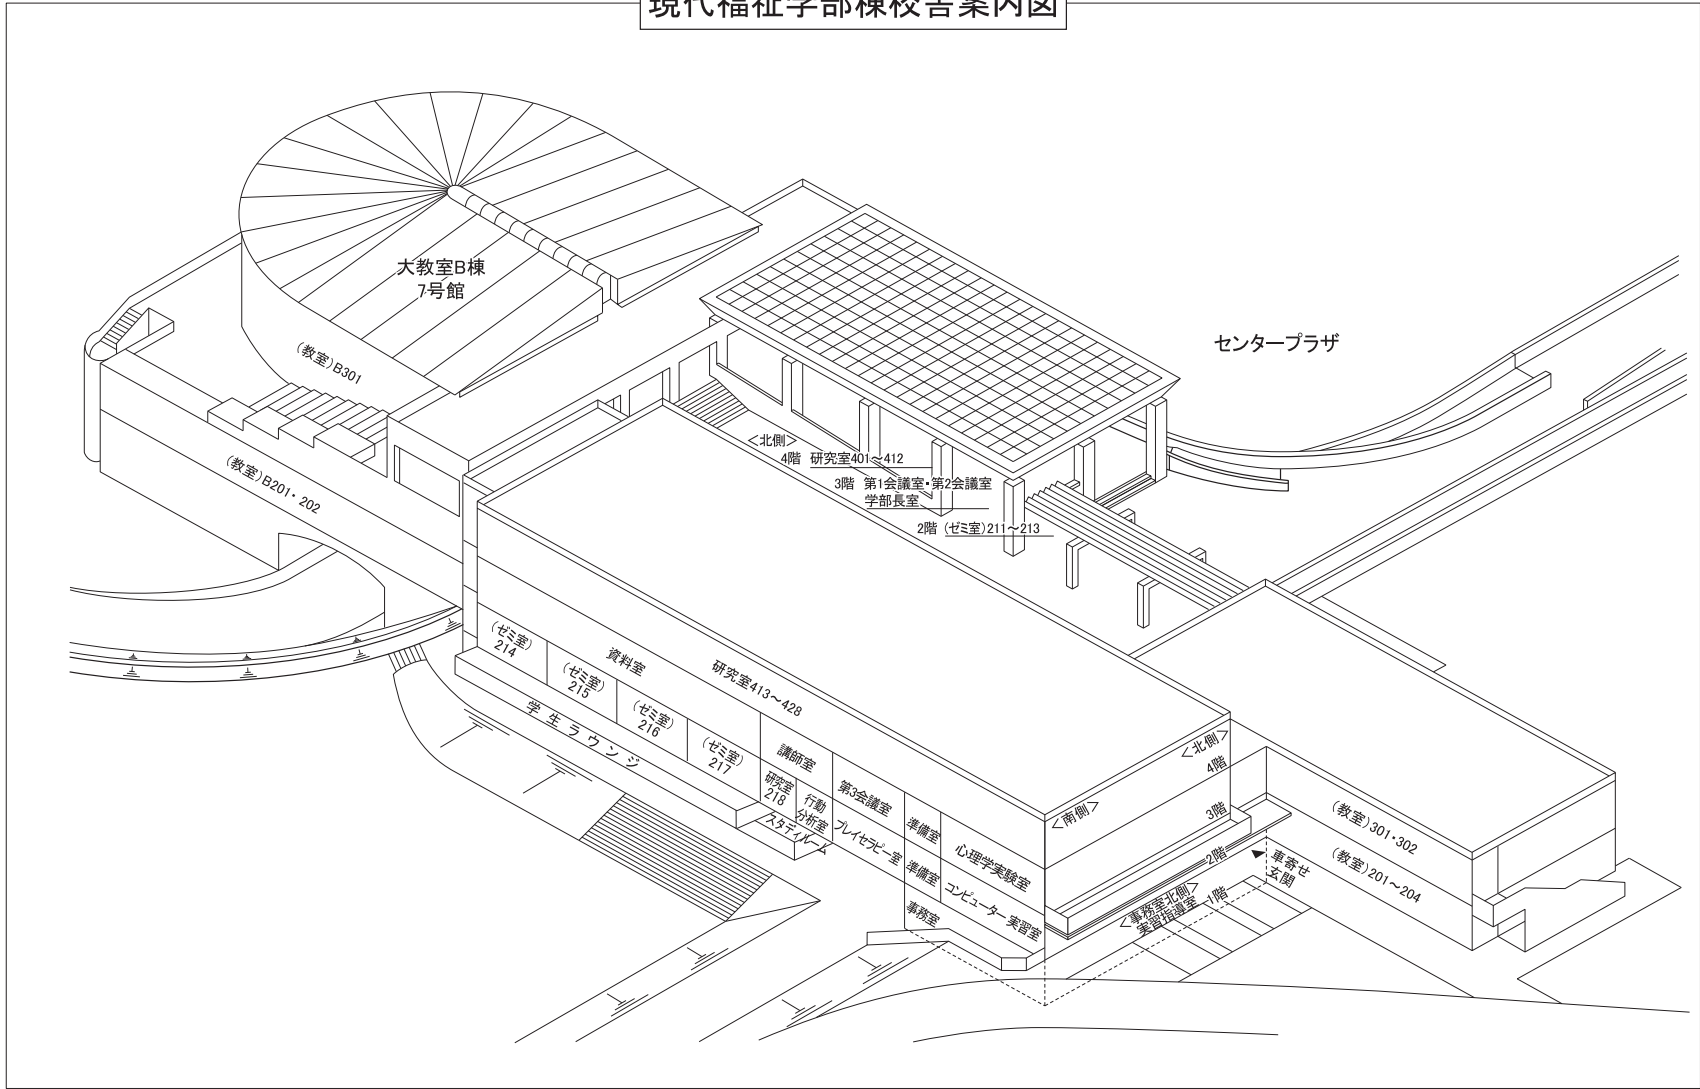 現代福祉学部棟校舎案内図
大教室B棟
7号館
(教室)B301
(教室)B201・202
センタープラザ
<北側>
4階 研究室401～412
3階 第1会議室・第2会議室
学部長室
2階 (ゼミ室)211～213
(ゼミ室)
214
(ゼミ室)
215
(ゼミ室)
216
(ゼミ室)
217
資料室
研究室413～428
学生ラウンジ
講師室
研究室
218
行動
分析室
スタディルーム
第3会議室
プレイセラピー室
準備室
準備室
心理学実験室
コンピューター実習室
事務室
<南側>
<北側>
4階
3階
2階
1階
<事務室北側>
実習指導室
車寄せ
玄関
(教室)301・302
(教室)201～204